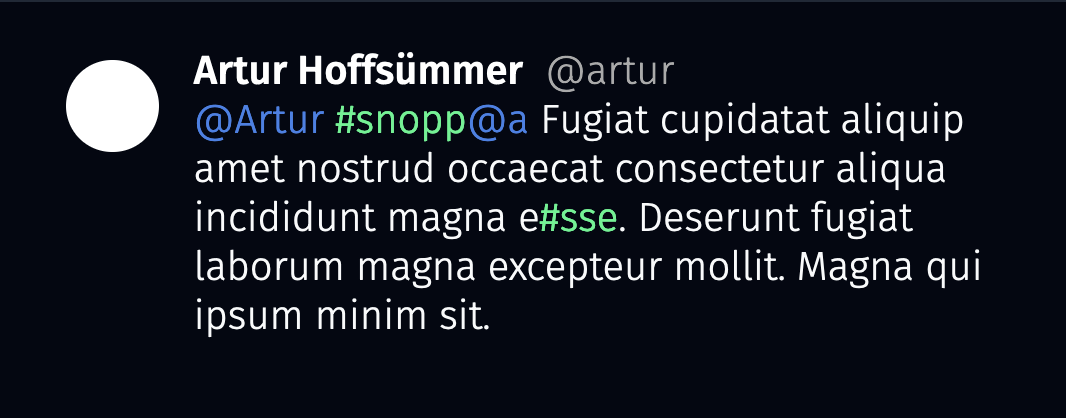 Artur Hoffsümmer @artur
@Artur #snopp@a Fugiat cupidatat aliquip
amet nostrud occaecat consectetur aliqua
incididunt magna e#sse. Deserunt fugiat
laborum magna excepteur mollit. Magna qui
ipsum minim sit.